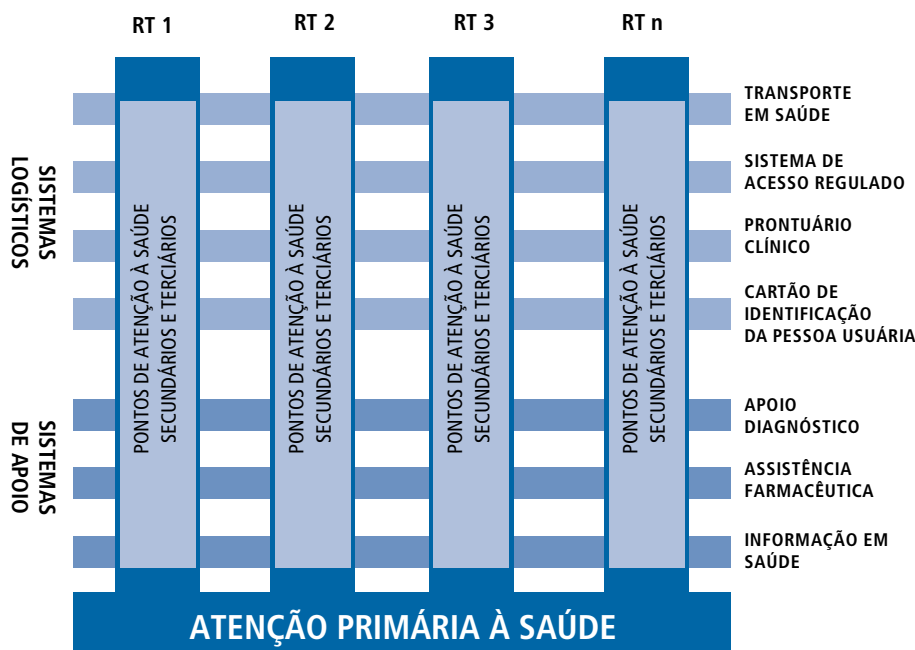 RT 1
RT 2
RT 3
RT n
SISTEMAS
LOGÍSTICOS
SISTEMAS
DE APOIO
PONTOS DE ATENÇÃO À SAÚDE
SECUNDÁRIOS E TERCIÁRIOS
PONTOS DE ATENÇÃO À SAÚDE
SECUNDÁRIOS E TERCIÁRIOS
PONTOS DE ATENÇÃO À SAÚDE
SECUNDÁRIOS E TERCIÁRIOS
PONTOS DE ATENÇÃO À SAÚDE
SECUNDÁRIOS E TERCIÁRIOS
TRANSPORTE
EM SAÚDE
SISTEMA DE
ACESSO REGULADO
PRONTUÁRIO
CLÍNICO
CARTÃO DE
IDENTIFICAÇÃO
DA PESSOA USUÁRIA
APOIO
DIAGNÓSTICO
ASSISTÊNCIA
FARMACÊUTICA
INFORMAÇÃO EM
SAÚDE
ATENÇÃO PRIMÁRIA À SAÚDE